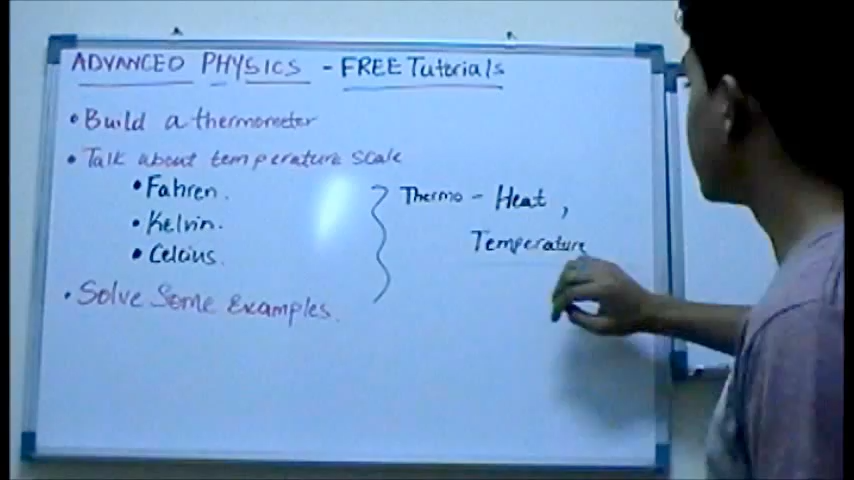 ADVANCED PHYSICS - FREE Tutorials
• Build a thermometer
• Talk about temperature scale
• Fahren.
• Kelvin.
• Celcius.
• Solve Some Examples.
Thermo - Heat,
Temperature